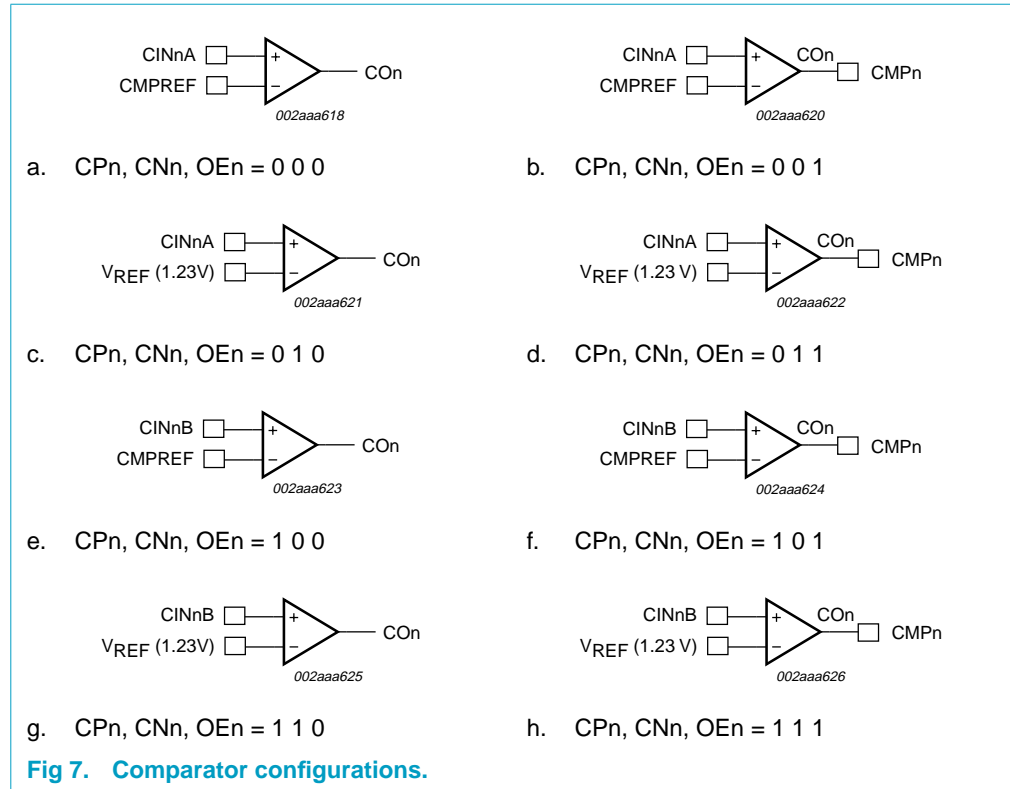 CINnA + COn
CMPREF −
002aaa618
CINnA + COn CMPn
CMPREF −
002aaa620
a. CPn, CNn, OEn = 0 0 0
b. CPn, CNn, OEn = 0 0 1
CINnA + COn
VREF (1.23V) −
002aaa621
CINnA + COn CMPn
VREF (1.23 V) −
002aaa622
c. CPn, CNn, OEn = 0 1 0
d. CPn, CNn, OEn = 0 1 1
CINnB + COn
CMPREF −
002aaa623
CINnB + COn CMPn
CMPREF −
002aaa624
e. CPn, CNn, OEn = 1 0 0
f. CPn, CNn, OEn = 1 0 1
CINnB + COn
VREF (1.23V) −
002aaa625
CINnB + COn CMPn
VREF (1.23 V) −
002aaa626
g. CPn, CNn, OEn = 1 1 0
h. CPn, CNn, OEn = 1 1 1
Fig 7. Comparator configurations.